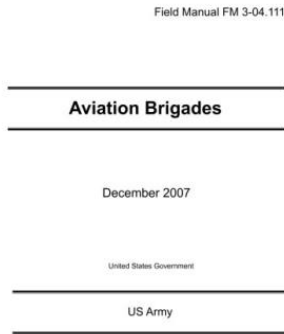 Field Manual FM 3-04.111
Aviation Brigades
December 2007
United States Government
US Army